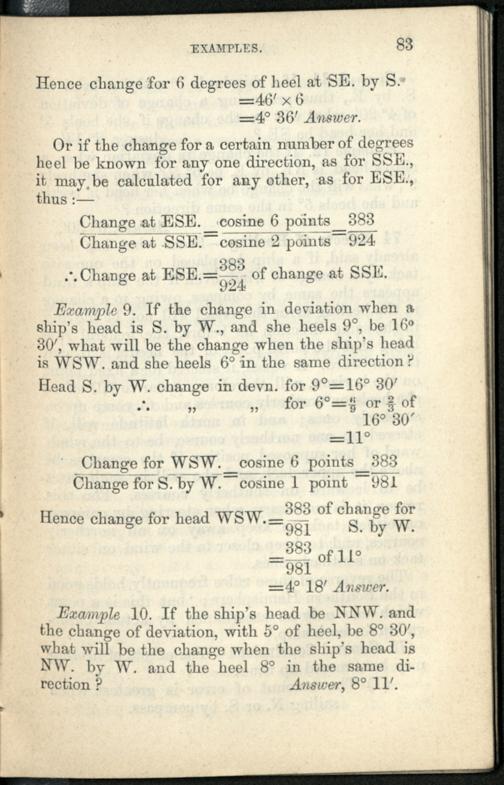 EXAMPLES. 83
Hence change for 6 degrees of heel at SE. by S.
=46′ × 6
=4° 36′ Answer.
Or if the change for a certain number of degrees
heel be known for any one direction, as for SSE.,
it may be calculated for any other, as for ESE.,
thus :—
Change at ESE. = cosine 6 points = 383
Change at SSE. cosine 2 points 924
∴ Change at ESE. = 383/924 of change at SSE.
Example 9. If the change in deviation when a
ship's head is S. by W., and she heels 9°, be 16°
30′, what will be the change when the ship's head
is WSW. and she heels 6° in the same direction ?
Head S. by W. change in devn. for 9°=16° 30′
∴ „ „ for 6°=6/9 or 2/3 of
16° 30′
=11°
Change for WSW. = cosine 6 points = 383
Change for S. by W. cosine 1 point 981
Hence change for head WSW.= 383/981 of change for
S. by W.
= 383/981 of 11°
=4° 18′ Answer.
Example 10. If the ship's head be NNW. and
the change of deviation, with 5° of heel, be 8° 30′,
what will be the change when the ship's head is
NW. by W. and the heel 8° in the same di-
rection ? Answer, 8° 11′.